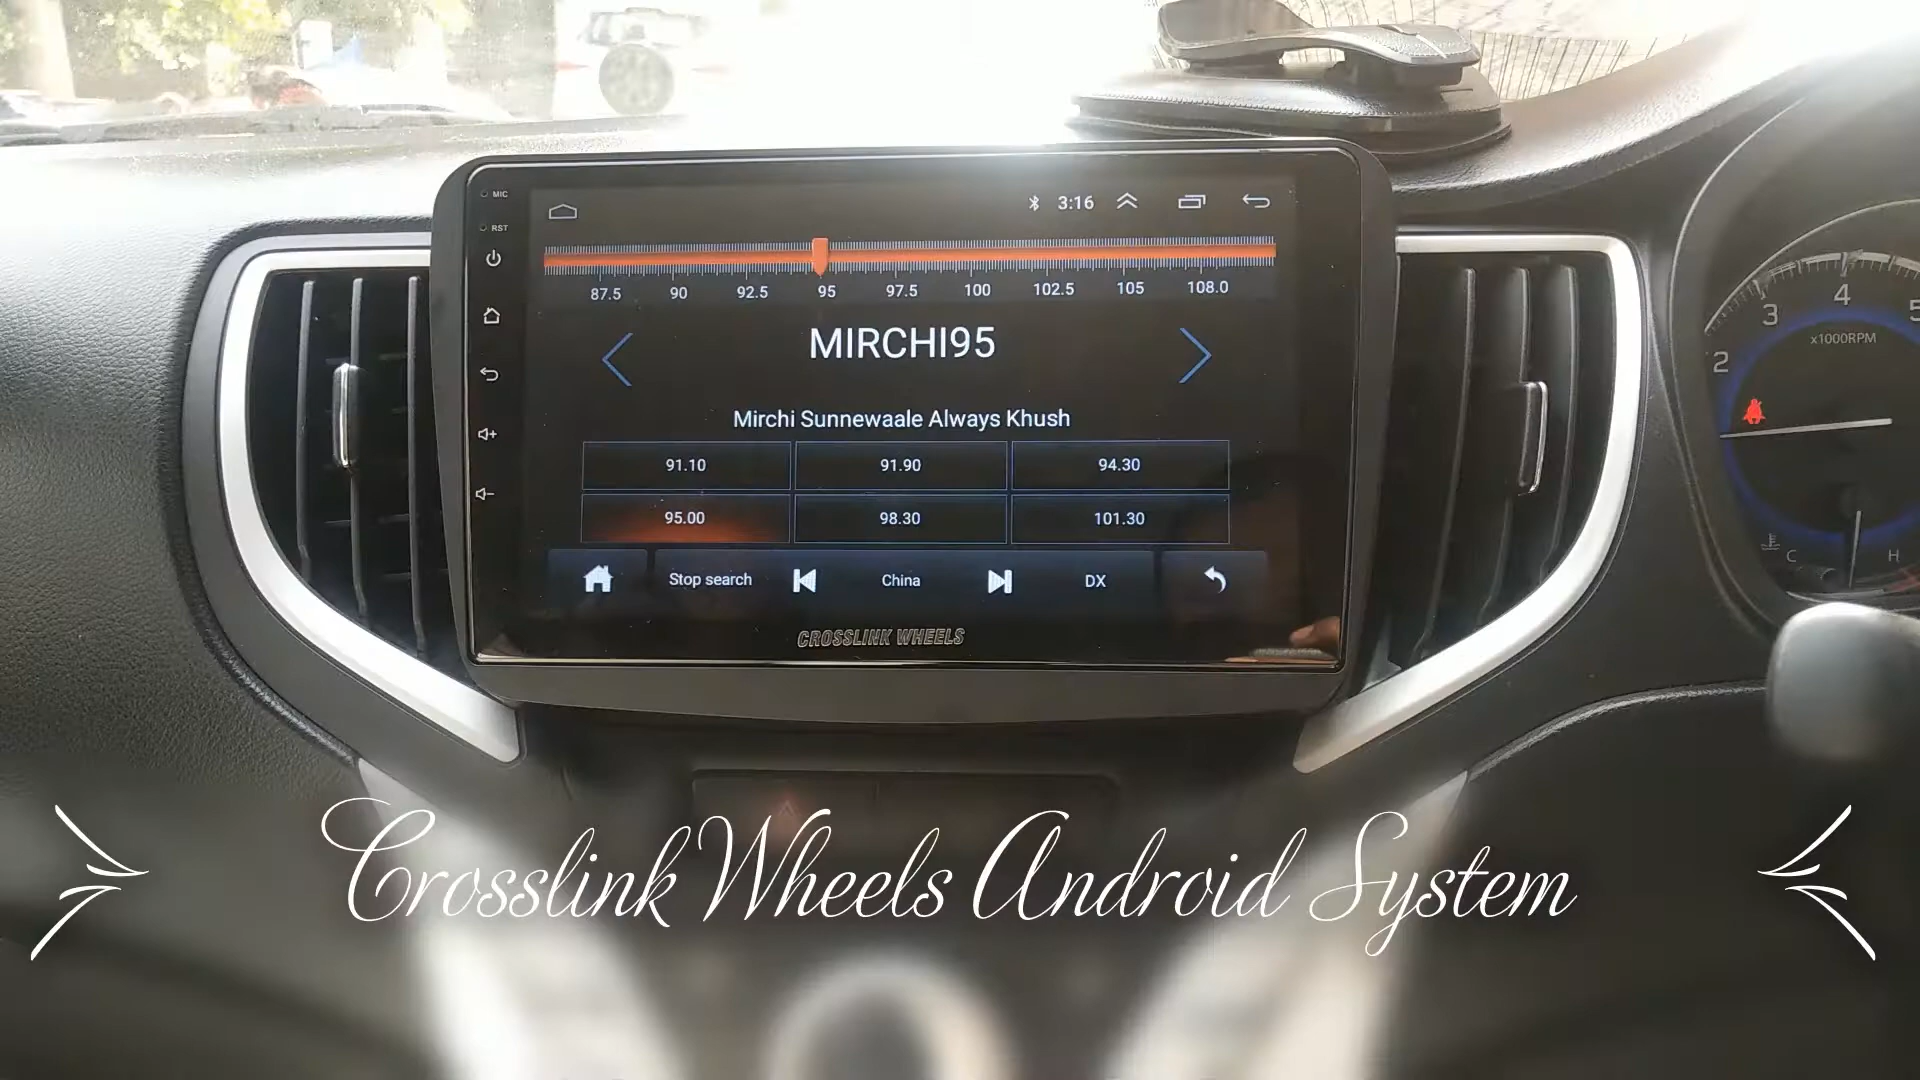 MIC
3:16
RST
87.5 90 92.5 95 97.5 100 102.5 105 108.0
MIRCHI95
Mirchi Sunnewaale Always Khush
91.10 91.90 94.30
95.00 98.30 101.30
Stop search China DX
CROSSLINK WHEELS
2 3 4 5
x1000RPM
C H
Crosslink Wheels Android System